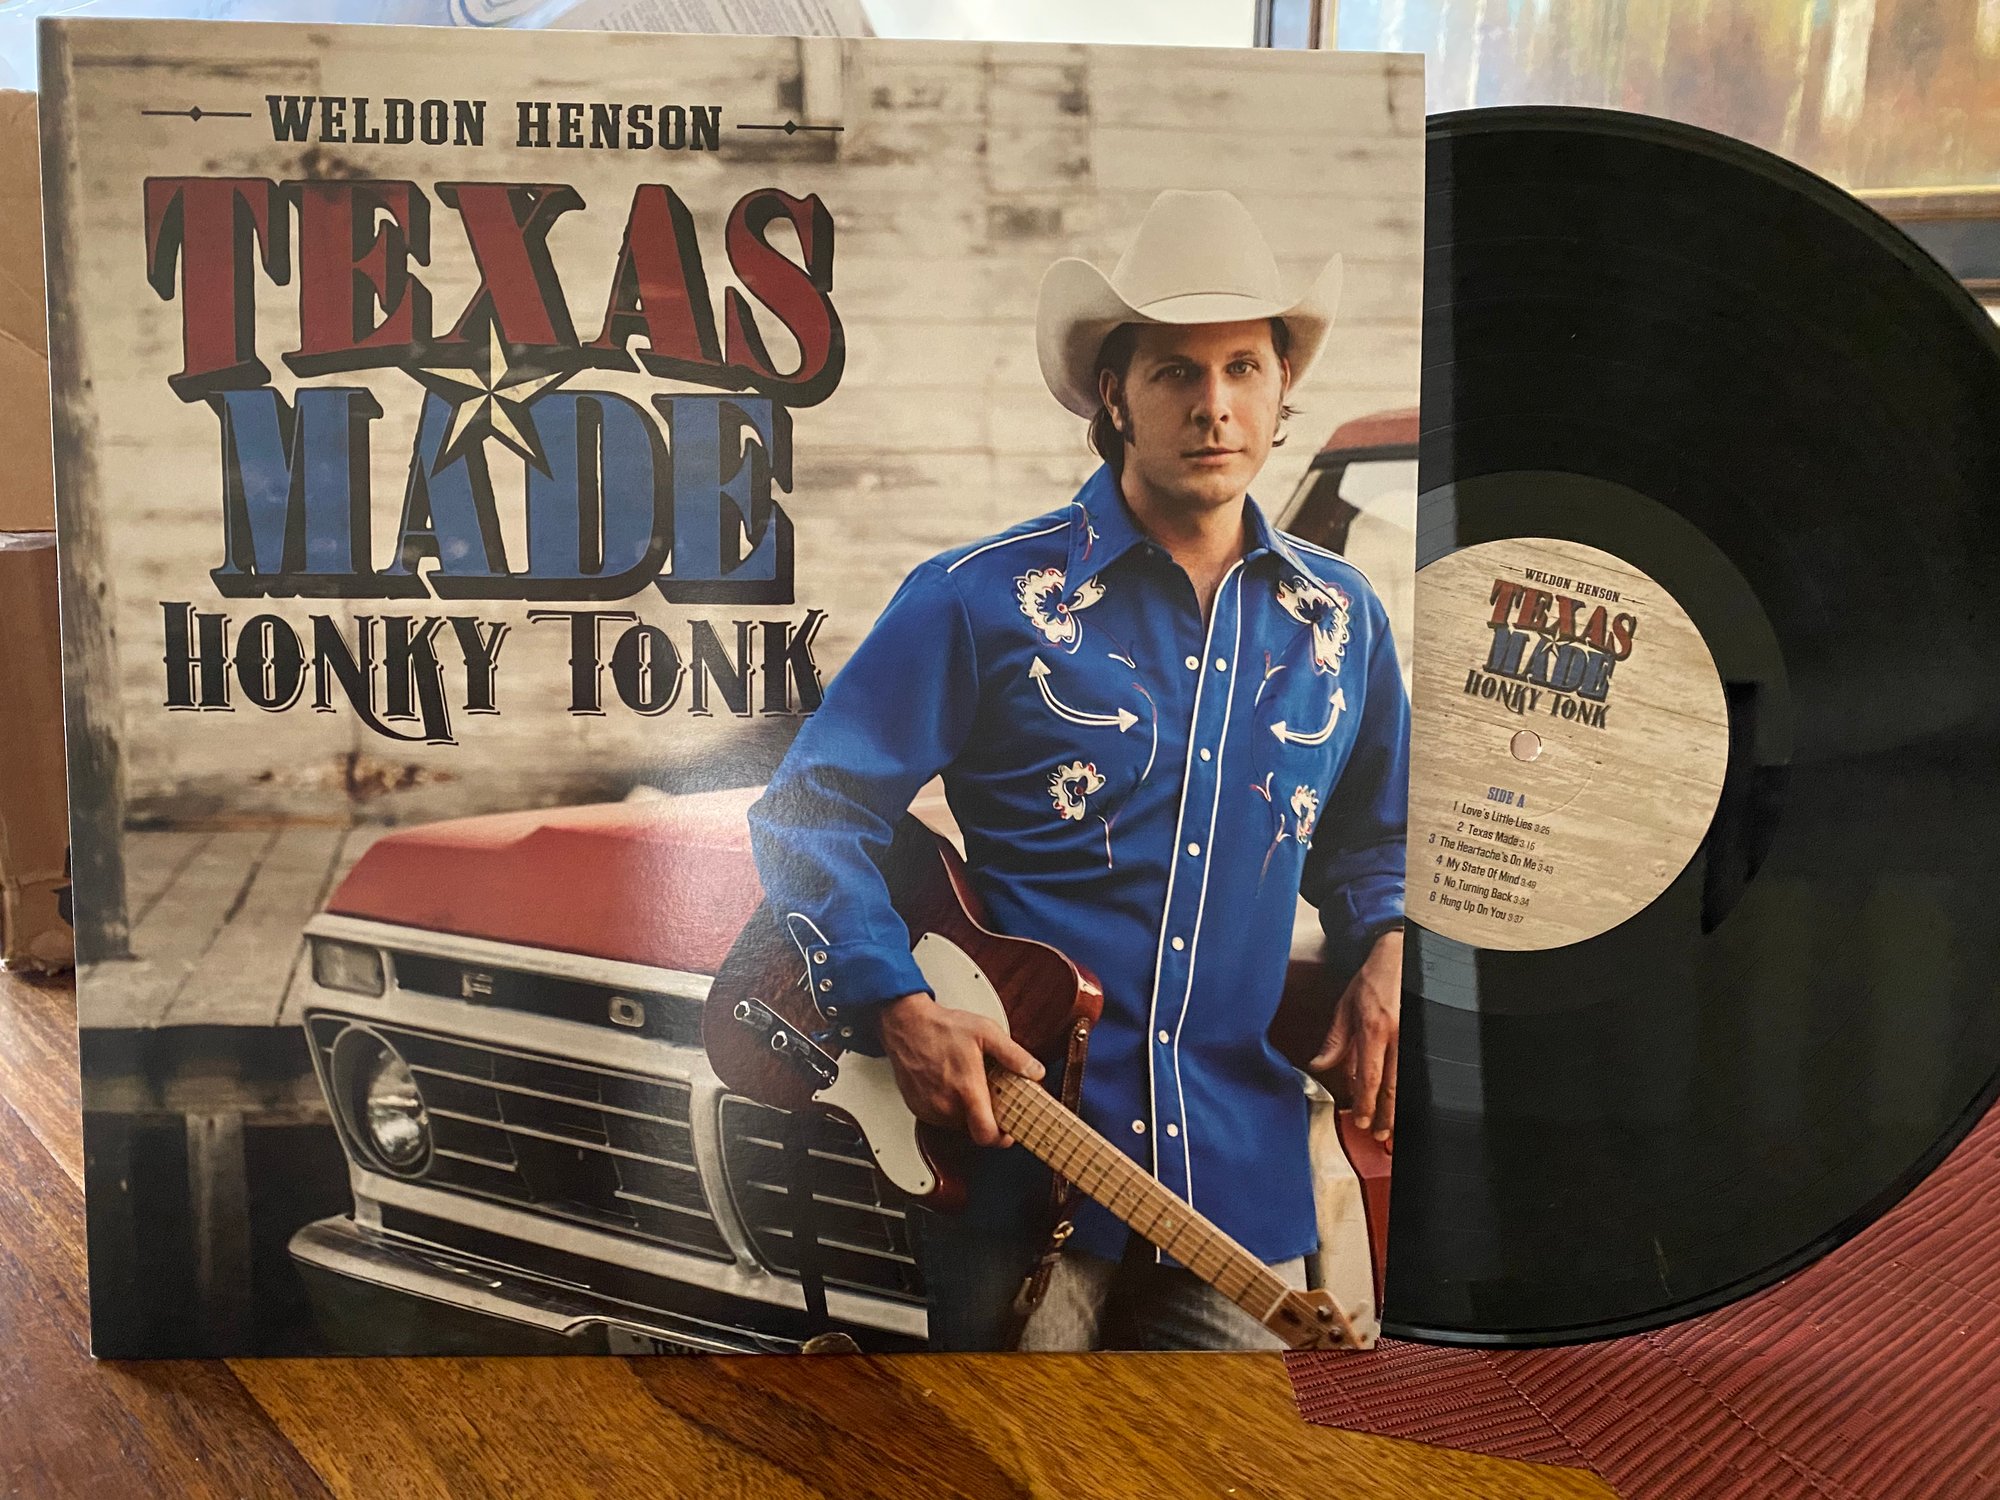 WELDON HENSON
TEXAS
MADE
HONKY TONK
F O
WELDON HENSON
TEXAS
MADE
HONKY TONK
SIDE A
1 Love's Little Lies 3:25
2 Texas Made 3:15
3 The Heartache's On Me 3:43
4 My State Of Mind 3:49
5 No Turning Back 3:34
6 Hung Up On You 3:37